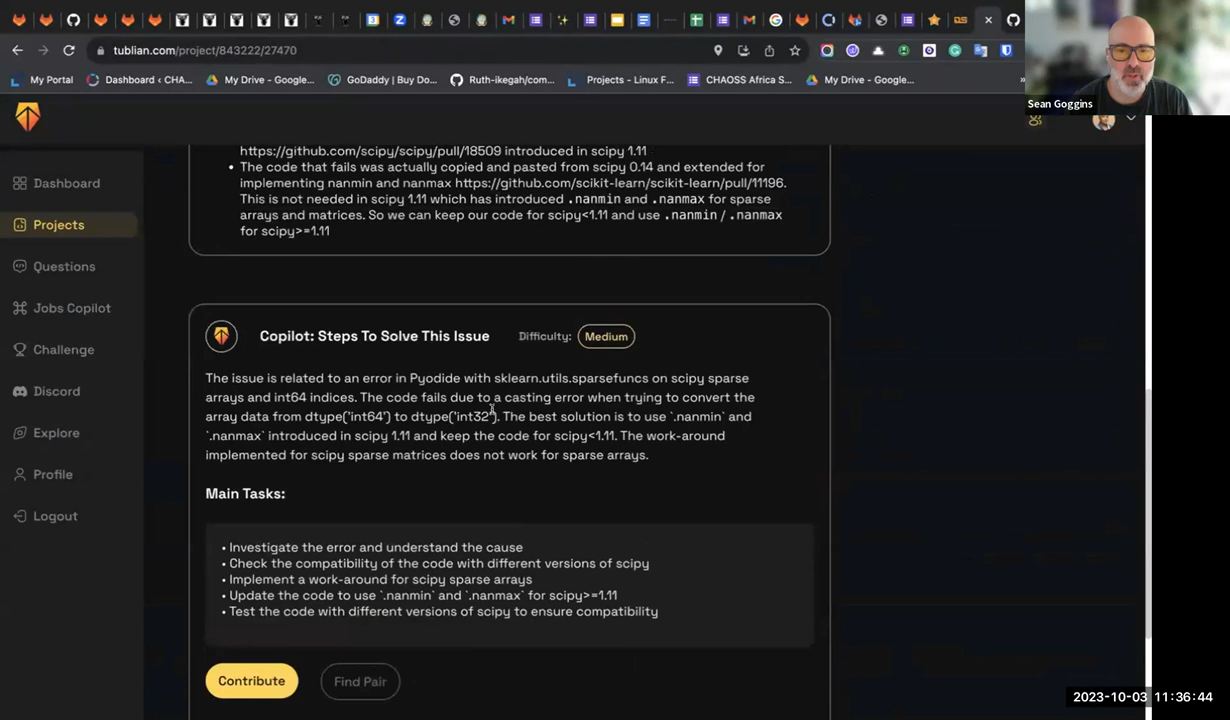 tublian.com/project/843222/27470
My Portal
Dashboard ‹ CHA...
My Drive - Google...
GoDaddy | Buy Do...
Ruth-ikegah/com...
Projects - Linux F...
CHAOSS Africa S...
My Drive - Google...
»
Sean Goggins
Dashboard
Projects
Questions
Jobs Copilot
Challenge
Discord
Explore
Profile
Logout
https://github.com/scipy/scipy/pull/18509 introduced in scipy 1.11
• The code that fails was actually copied and pasted from scipy 0.14 and extended for
implementing nanmin and nanmax https://github.com/scikit-learn/scikit-learn/pull/11196.
This is not needed in scipy 1.11 which has introduced .nanmin and .nanmax for sparse
arrays and matrices. So we can keep our code for scipy<1.11 and use .nanmin / .nanmax
for scipy>=1.11
Copilot: Steps To Solve This Issue
Difficulty: Medium
The issue is related to an error in Pyodide with sklearn.utils.sparsefuncs on scipy sparse
arrays and int64 indices. The code fails due to a casting error when trying to convert the
array data from dtype('int64') to dtype('int32'). The best solution is to use `.nanmin` and
`.nanmax` introduced in scipy 1.11 and keep the code for scipy<1.11. The work-around
implemented for scipy sparse matrices does not work for sparse arrays.
Main Tasks:
• Investigate the error and understand the cause
• Check the compatibility of the code with different versions of scipy
• Implement a work-around for scipy sparse arrays
• Update the code to use `.nanmin` and `.nanmax` for scipy>=1.11
• Test the code with different versions of scipy to ensure compatibility
Contribute
Find Pair
2023-10-03 11:36:44